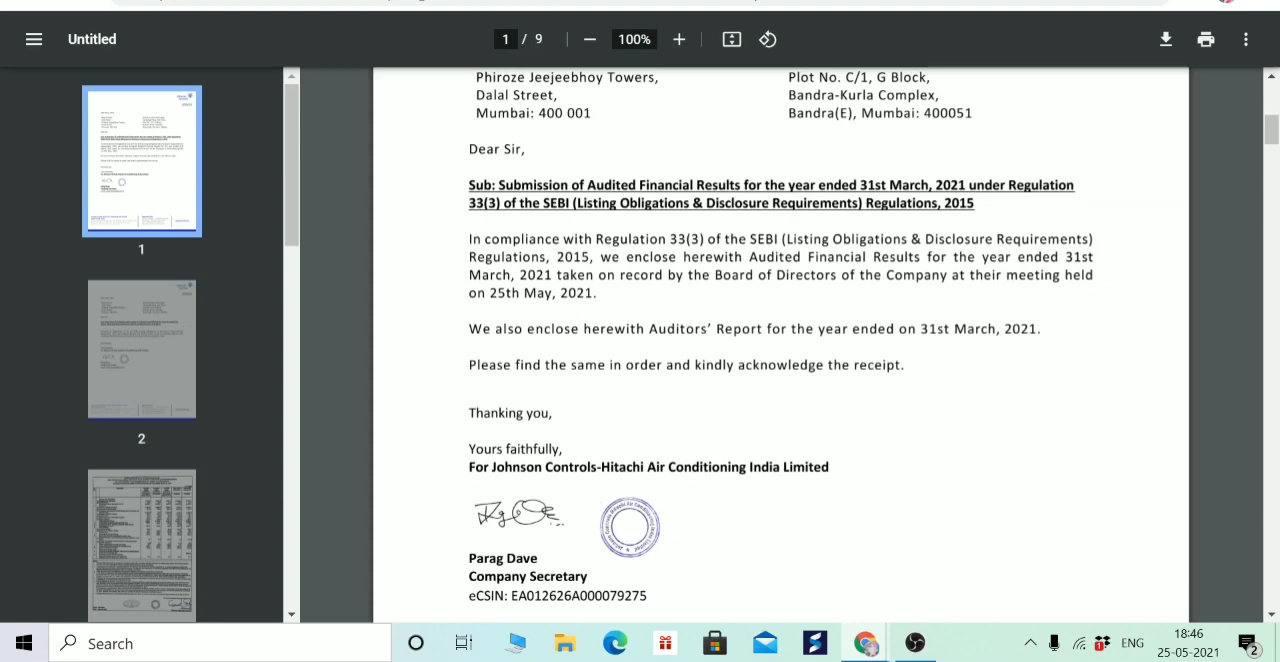 Untitled
1 / 9
100%
1
2
Phiroze Jeejeebhoy Towers,
Dalal Street,
Mumbai: 400 001
Plot No. C/1, G Block,
Bandra-Kurla Complex,
Bandra(E), Mumbai: 400051
Dear Sir,
Sub: Submission of Audited Financial Results for the year ended 31st March, 2021 under Regulation
33(3) of the SEBI (Listing Obligations & Disclosure Requirements) Regulations, 2015
In compliance with Regulation 33(3) of the SEBI (Listing Obligations & Disclosure Requirements)
Regulations, 2015, we enclose herewith Audited Financial Results for the year ended 31st
March, 2021 taken on record by the Board of Directors of the Company at their meeting held
on 25th May, 2021.
We also enclose herewith Auditors’ Report for the year ended on 31st March, 2021.
Please find the same in order and kindly acknowledge the receipt.
Thanking you,
Yours faithfully,
For Johnson Controls-Hitachi Air Conditioning India Limited
Parag Dave
Company Secretary
eCSIN: EA012626A000079275
Search
ENG
18:46
25-05-2021
2